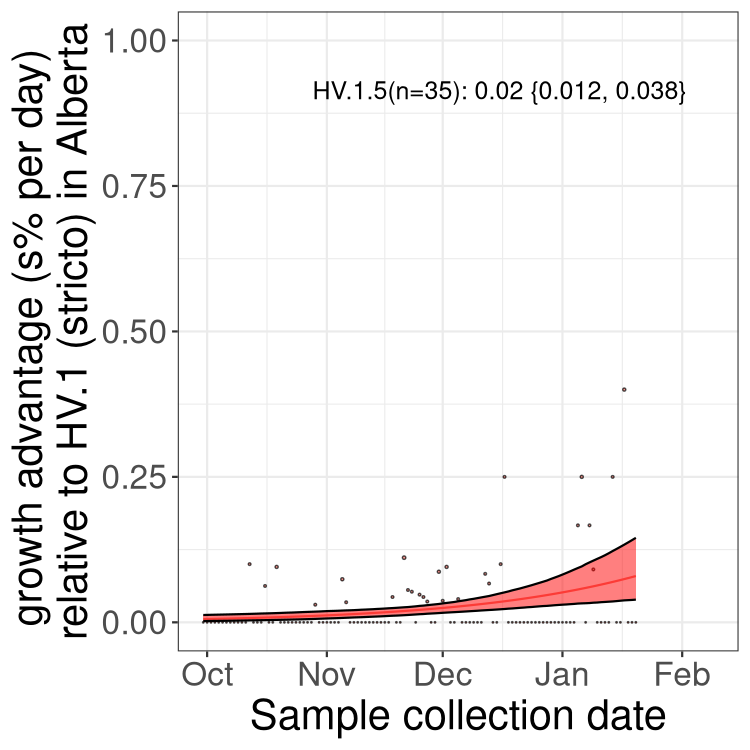 growth advantage (s% per day)
relative to HV.1 (stricto) in Alberta
1.00
0.75
0.50
0.25
0.00
HV.1.5(n=35): 0.02 {0.012, 0.038}
Oct Nov Dec Jan Feb
Sample collection date